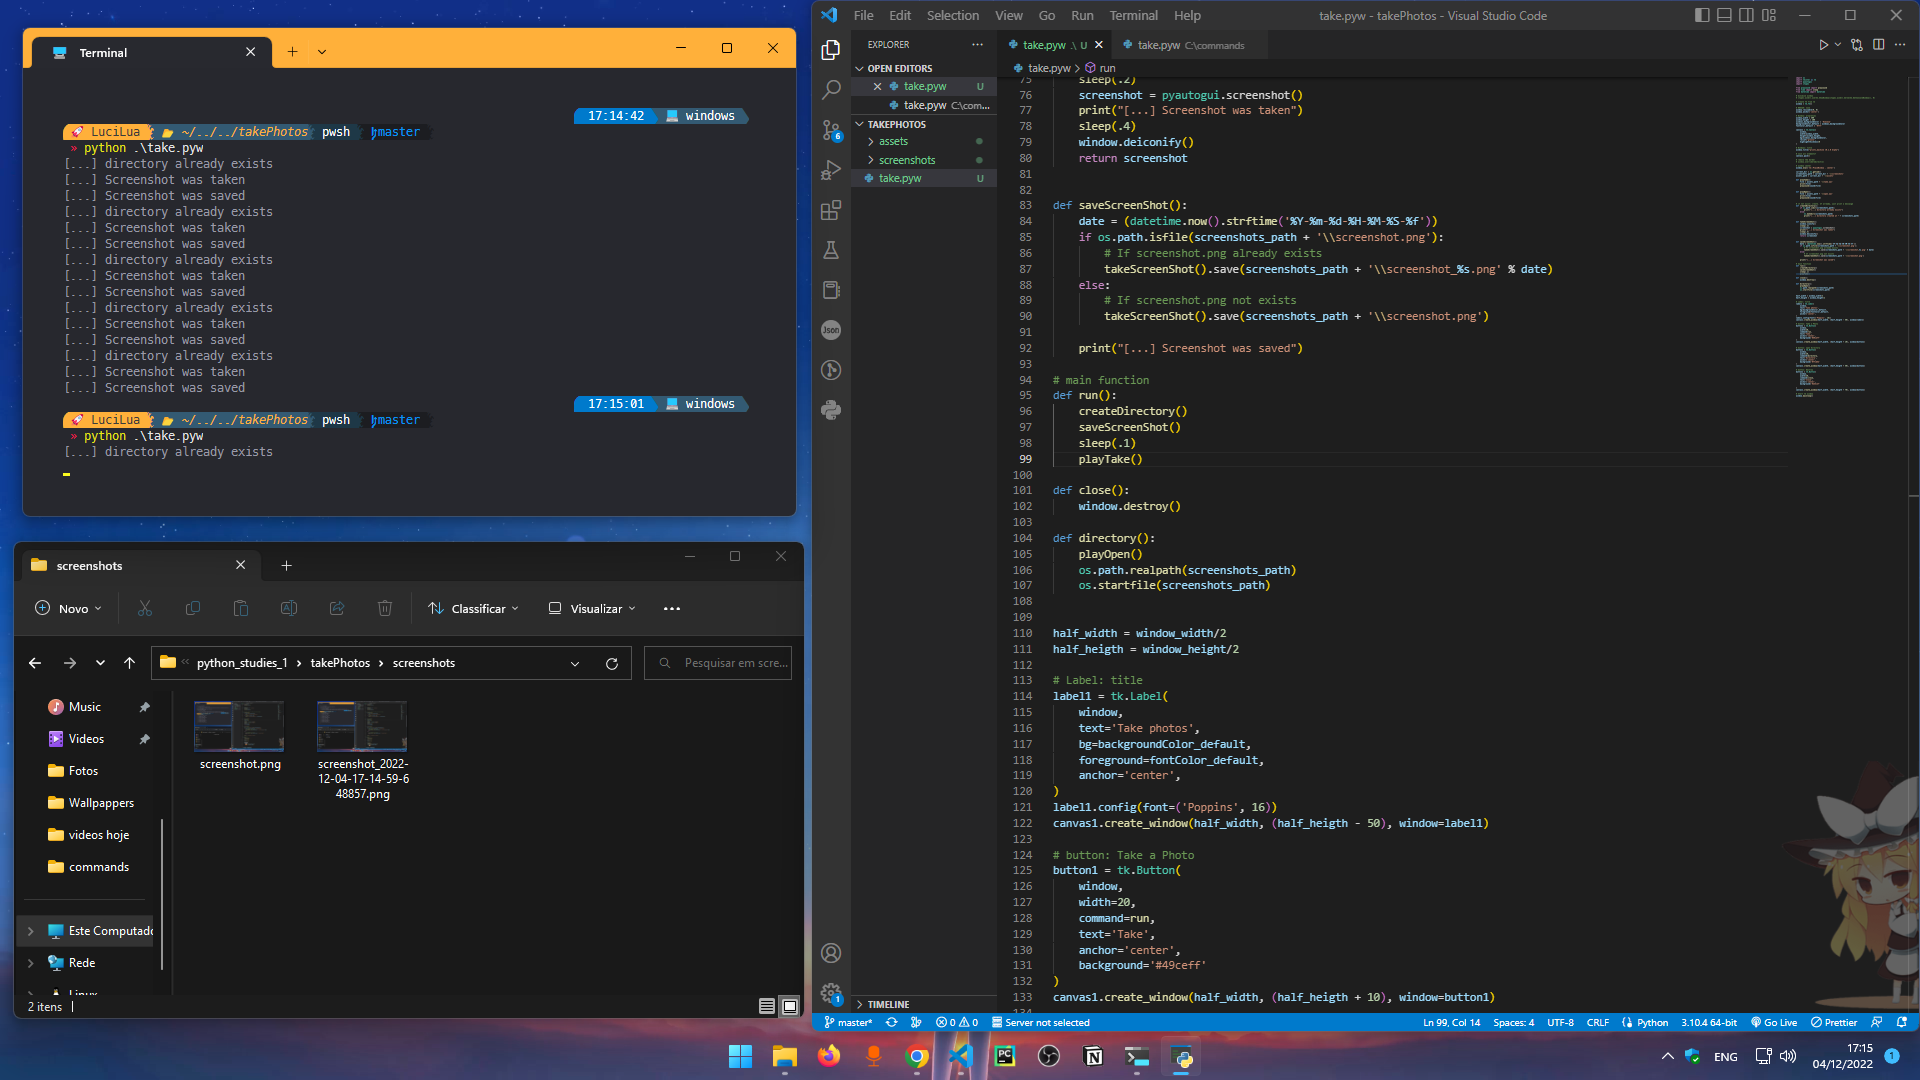 Terminal
17:14:42 windows
LuciLua ~/../../takePhotos pwsh master
» python .\take.pyw
[...] directory already exists
[...] Screenshot was taken
[...] Screenshot was saved
[...] directory already exists
[...] Screenshot was taken
[...] Screenshot was saved
[...] directory already exists
[...] Screenshot was taken
[...] Screenshot was saved
[...] directory already exists
[...] Screenshot was taken
[...] Screenshot was saved
[...] directory already exists
[...] Screenshot was taken
[...] Screenshot was saved
17:15:01 windows
LuciLua ~/../../takePhotos pwsh master
» python .\take.pyw
[...] directory already exists
screenshots
Novo
Classificar
Visualizar
python_studies_1 › takePhotos › screenshots
Pesquisar em scre...
Music
Videos
Fotos
Wallpappers
videos hoje
commands
Este Computado
Rede
screenshot.png
screenshot_2022-
12-04-17-14-59-6
48857.png
2 itens
File Edit Selection View Go Run Terminal Help
take.pyw - takePhotos - Visual Studio Code
EXPLORER
OPEN EDITORS
take.pyw U
take.pyw C:\com...
TAKEPHOTOS
assets
screenshots
take.pyw U
TIMELINE
6
Json
1
take.pyw .\ U
take.pyw C:\commands
take.pyw > run
75 sleep(.2)
76 screenshot = pyautogui.screenshot()
77 print("[...] Screenshot was taken")
78 sleep(.4)
79 window.deiconify()
80 return screenshot
81
82
83 def saveScreenShot():
84 date = (datetime.now().strftime('%Y-%m-%d-%H-%M-%S-%f'))
85 if os.path.isfile(screenshots_path + '\\screenshot.png'):
86 # If screenshot.png already exists
87 takeScreenShot().save(screenshots_path + '\\screenshot_%s.png' % date)
88 else:
89 # If screenshot.png not exists
90 takeScreenShot().save(screenshots_path + '\\screenshot.png')
91
92 print("[...] Screenshot was saved")
93
94 # main function
95 def run():
96 createDirectory()
97 saveScreenShot()
98 sleep(.1)
99 playTake()
100
101 def close():
102 window.destroy()
103
104 def directory():
105 playOpen()
106 os.path.realpath(screenshots_path)
107 os.startfile(screenshots_path)
108
109
110 half_width = window_width/2
111 half_heigth = window_height/2
112
113 # Label: title
114 label1 = tk.Label(
115 window,
116 text='Take photos',
117 bg=backgroundColor_default,
118 foreground=fontColor_default,
119 anchor='center',
120 )
121 label1.config(font=('Poppins', 16))
122 canvas1.create_window(half_width, (half_heigth - 50), window=label1)
123
124 # button: Take a Photo
125 button1 = tk.Button(
126 window,
127 width=20,
128 command=run,
129 text='Take',
130 anchor='center',
131 background='#49ceff'
132 )
133 canvas1.create_window(half_width, (half_heigth + 10), window=button1)
master* 0 0 Server not selected
Ln 99, Col 14 Spaces: 4 UTF-8 CRLF Python 3.10.4 64-bit Go Live Prettier
ENG 17:15
04/12/2022 1